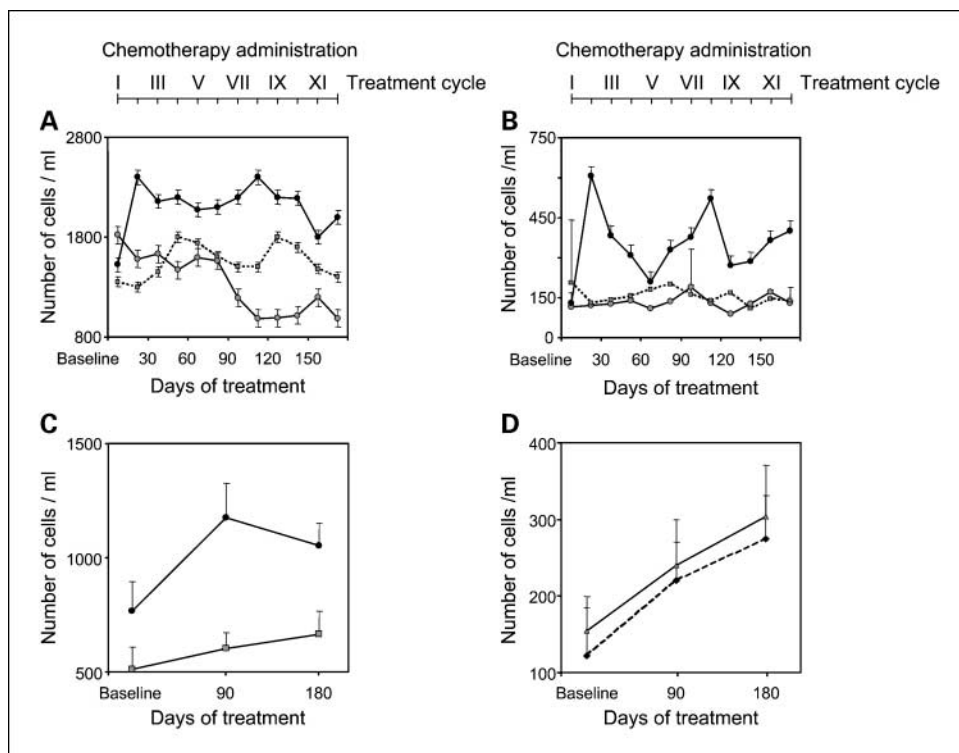 Chemotherapy administration
I III V VII IX XI Treatment cycle
A
Number of cells / ml
2800
1800
800
Baseline 30 60 90 120 150
Days of treatment
Chemotherapy administration
I III V VII IX XI Treatment cycle
B
Number of cells /ml
750
450
150
0
Baseline 30 60 90 120 150
Days of treatment
C
Number of cells / ml
1500
1000
500
Baseline 90 180
Days of treatment
D
Number of cells /ml
400
300
200
100
Baseline 90 180
Days of treatment